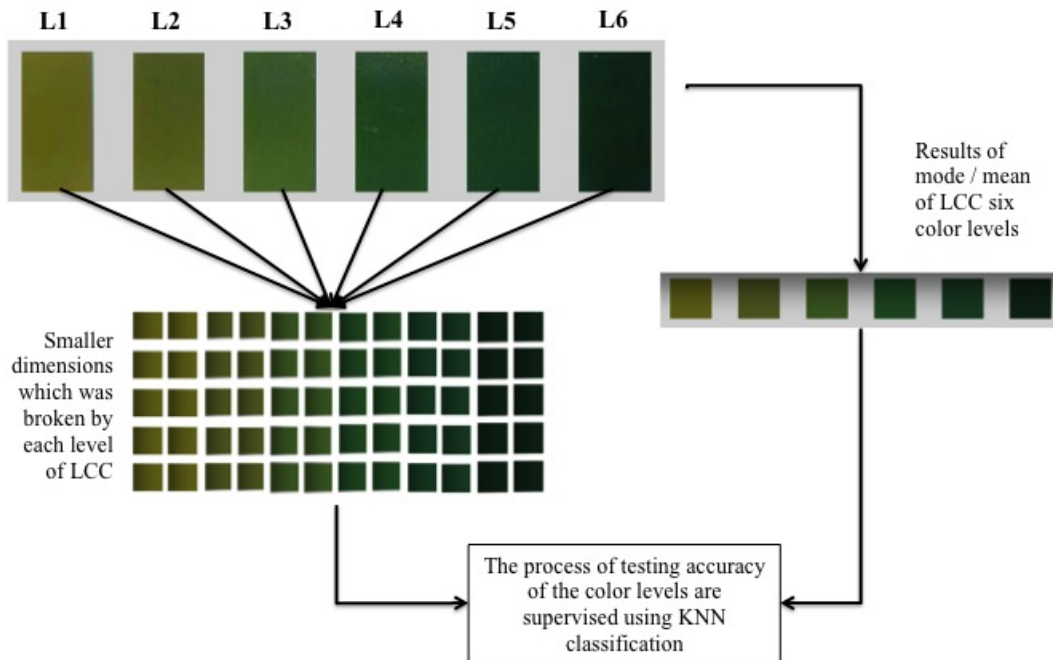 L1 L2 L3 L4 L5 L6
Results of
mode / mean
of LCC six
color levels
Smaller
dimensions
which was
broken by
each level
of LCC
The process of testing accuracy
of the color levels are
supervised using KNN
classification